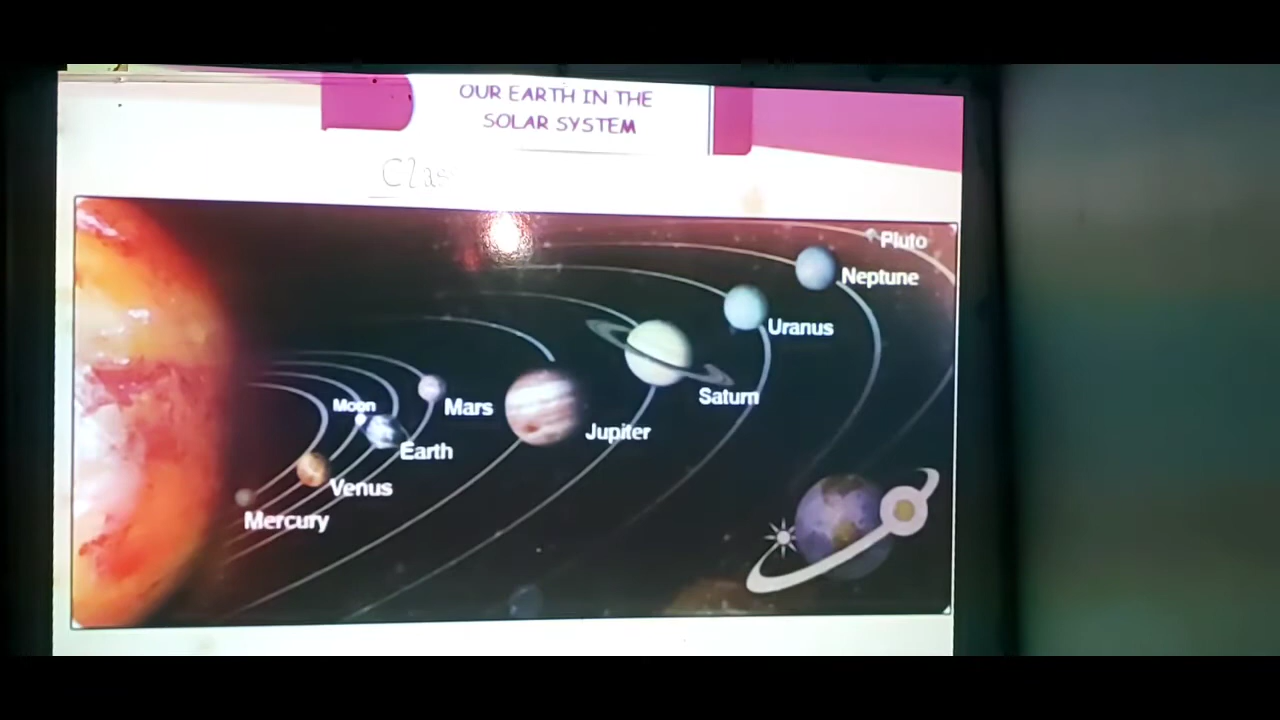 OUR EARTH IN THE
SOLAR SYSTEM
Pluto
Neptune
Uranus
Saturn
Mars
Moon
Jupiter
Earth
Venus
Mercury